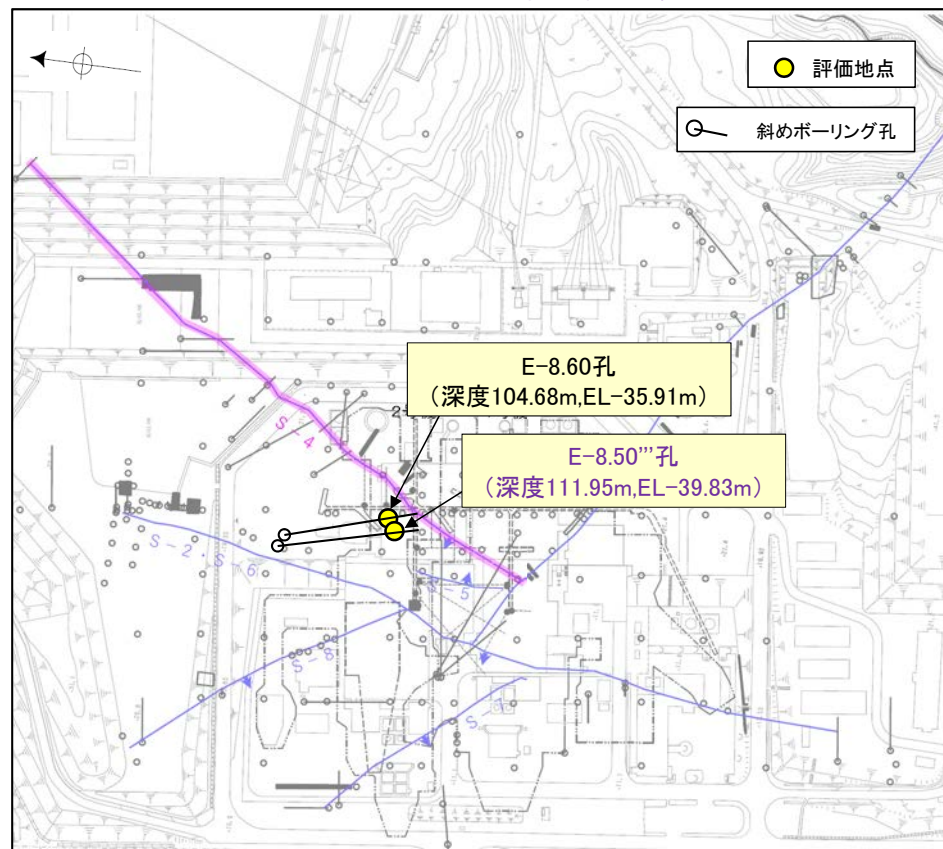 評価地点
斜めボーリング孔
E-8.60孔
（深度104.68m,EL-35.91m）
E-8.50'''孔
（深度111.95m,EL-39.83m）
S-4
S-2・S-6
S-5
S-8
S-7